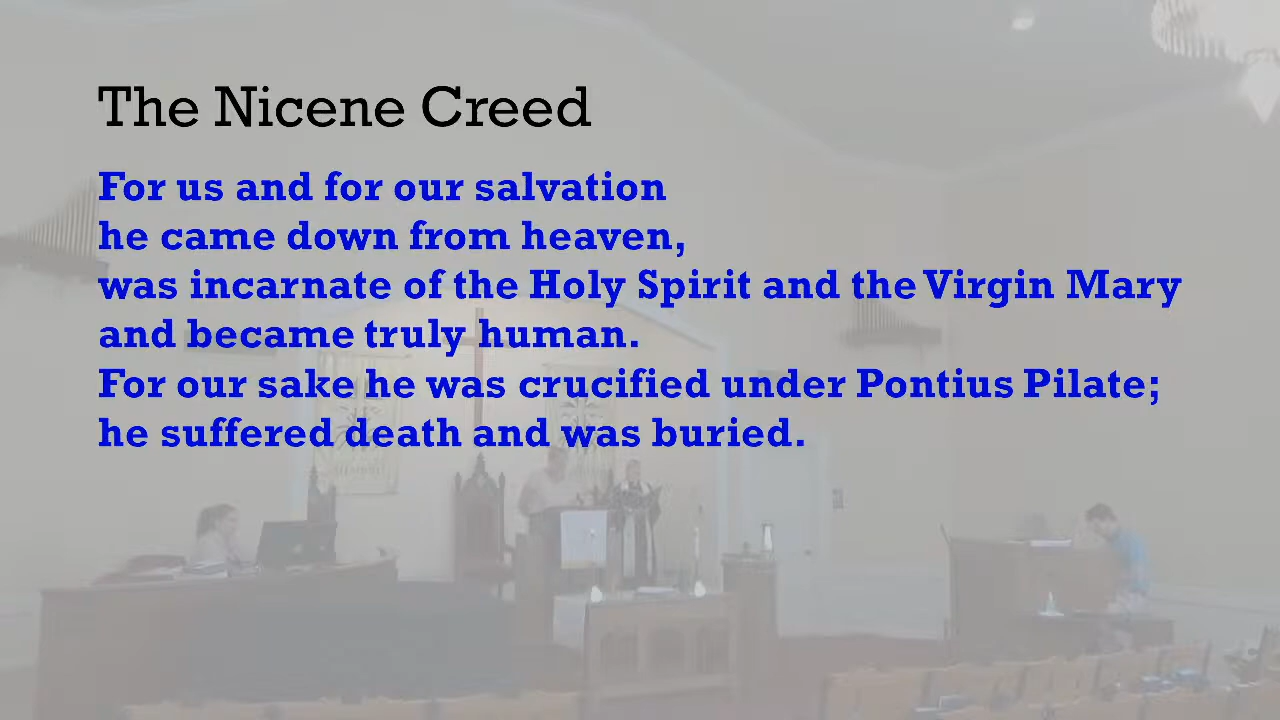 The Nicene Creed
For us and for our salvation
he came down from heaven,
was incarnate of the Holy Spirit and the Virgin Mary
and became truly human.
For our sake he was crucified under Pontius Pilate;
he suffered death and was buried.